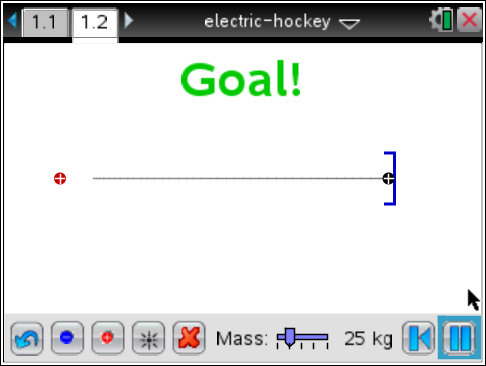 1.1 1.2 electric-hockey
Goal!
Mass: 25 kg